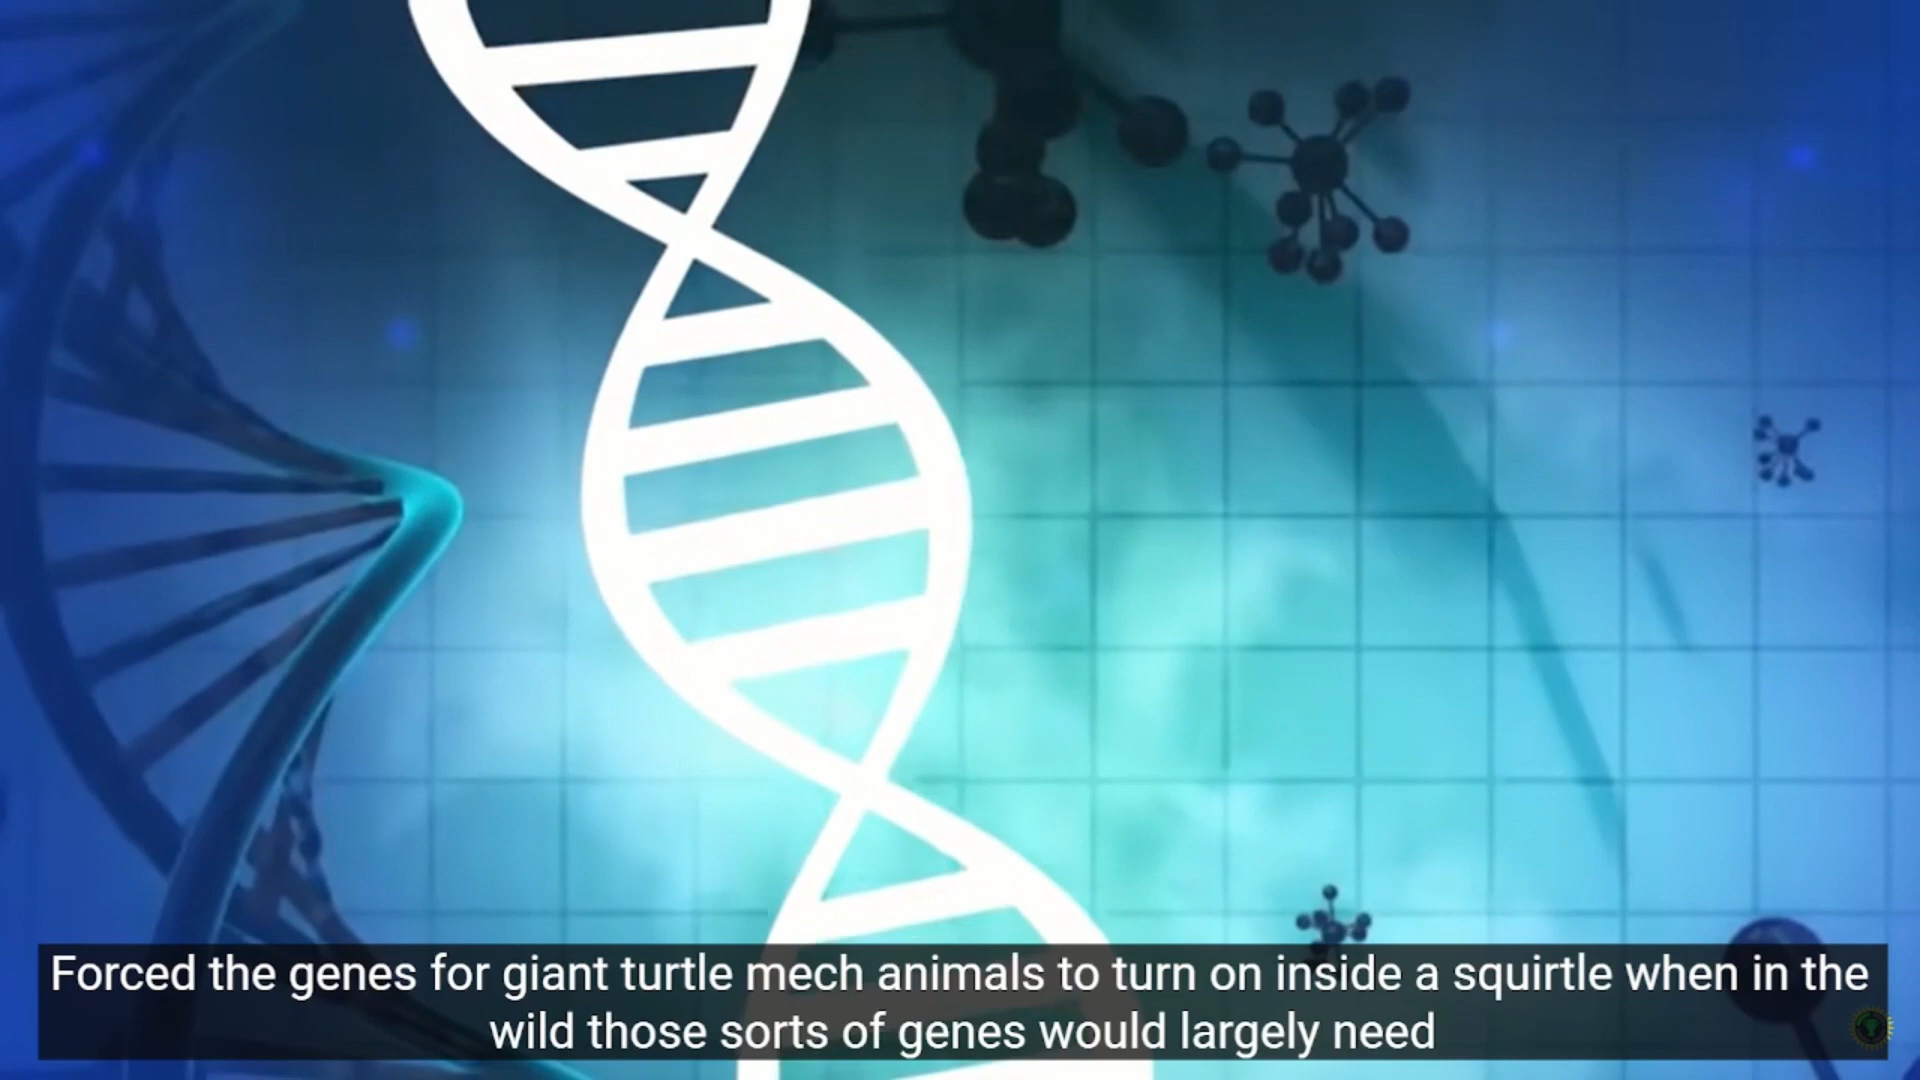 Forced the genes for giant turtle mech animals to turn on inside a squirtle when in the
wild those sorts of genes would largely need